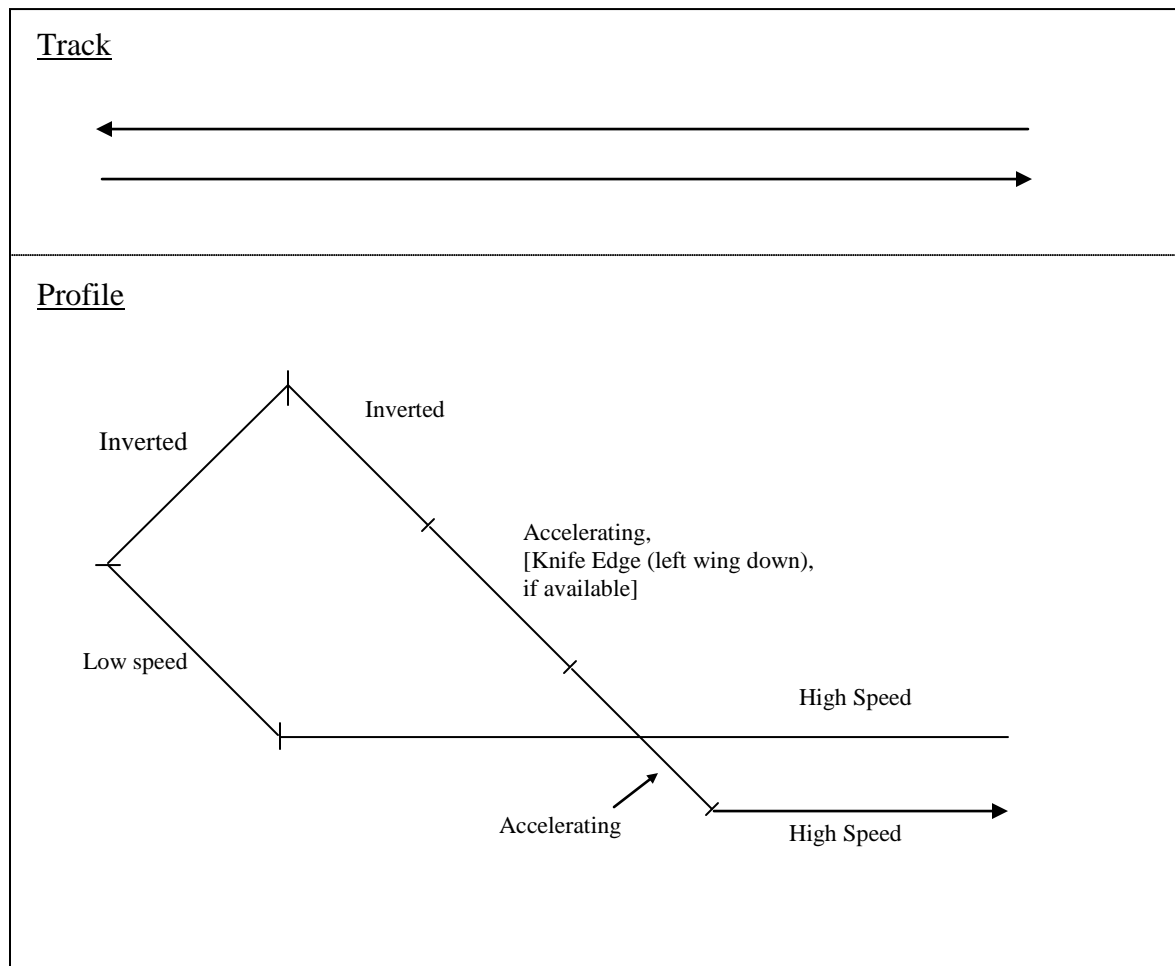 Track
Profile
Inverted
Inverted
Accelerating,
[Knife Edge (left wing down),
if available]
Low speed
High Speed
Accelerating
High Speed